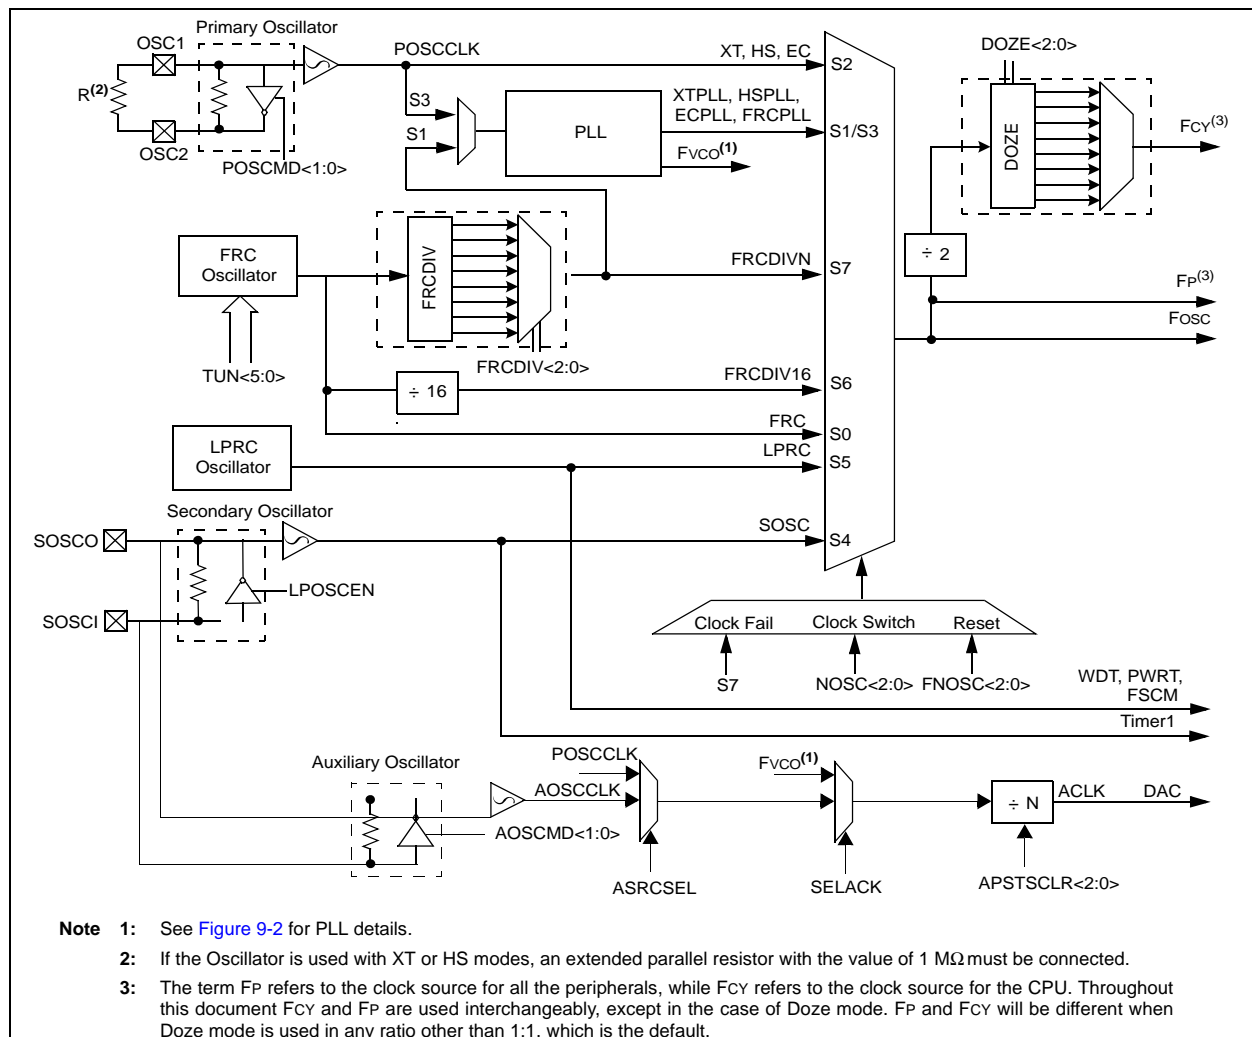 Primary Oscillator
OSC1
POSCCLK
XT, HS, EC
S2
DOZE<2:0>
R(2)
S3
XTPLL, HSPLL,
ECPLL, FRCPLL
S1/S3
PLL
S1
FVCO(1)
OSC2
POSCMD<1:0>
DOZE
FCY(3)
÷ 2
FRC
Oscillator
FRCDIV
FRCDIVN
S7
FP(3)
FOSC
TUN<5:0>
FRCDIV<2:0>
÷ 16
FRCDIV16
S6
FRC
S0
LPRC
Oscillator
LPRC
S5
Secondary Oscillator
SOSCO
SOSC
S4
LPOSCEN
SOSCI
Clock Fail
Clock Switch
Reset
S7
NOSC<2:0>
FNOSC<2:0>
WDT, PWRT,
FSCM
Timer1
Auxiliary Oscillator
POSCCLK
AOSCCLK
FVCO(1)
÷ N
ACLK
DAC
AOSCMD<1:0>
ASRCSEL
SELACK
APSTSCLR<2:0>
Note 1: See Figure 9-2 for PLL details.
2: If the Oscillator is used with XT or HS modes, an extended parallel resistor with the value of 1 MΩ must be connected.
3: The term FP refers to the clock source for all the peripherals, while FCY refers to the clock source for the CPU. Throughout
this document FCY and FP are used interchangeably, except in the case of Doze mode. FP and FCY will be different when
Doze mode is used in any ratio other than 1:1, which is the default.